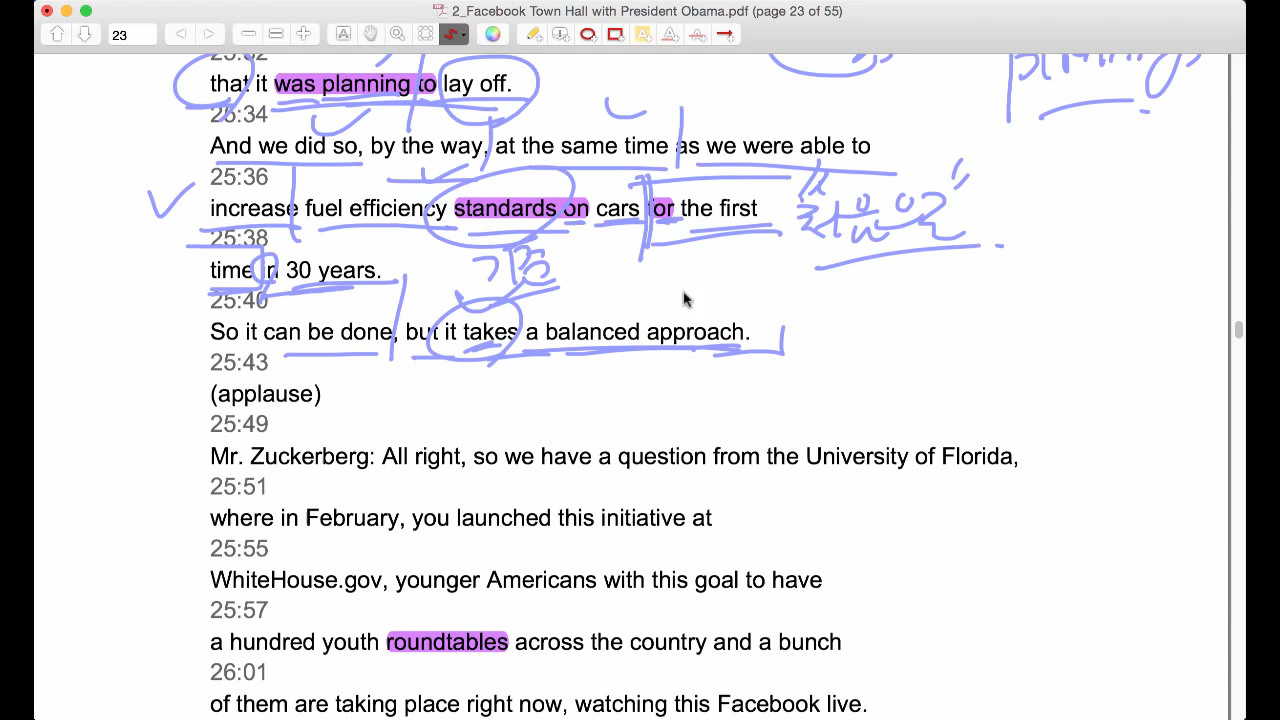 2_Facebook Town Hall with President Obama.pdf (page 23 of 55)
23
that it was planning to lay off.
25:34
And we did so, by the way, at the same time as we were able to
25:36
increase fuel efficiency standards on cars for the first
25:38
time in 30 years.
25:40
So it can be done, but it takes a balanced approach.
25:43
(applause)
25:49
Mr. Zuckerberg: All right, so we have a question from the University of Florida,
25:51
where in February, you launched this initiative at
25:55
WhiteHouse.gov, younger Americans with this goal to have
25:57
a hundred youth roundtables across the country and a bunch
26:01
of them are taking place right now, watching this Facebook live.